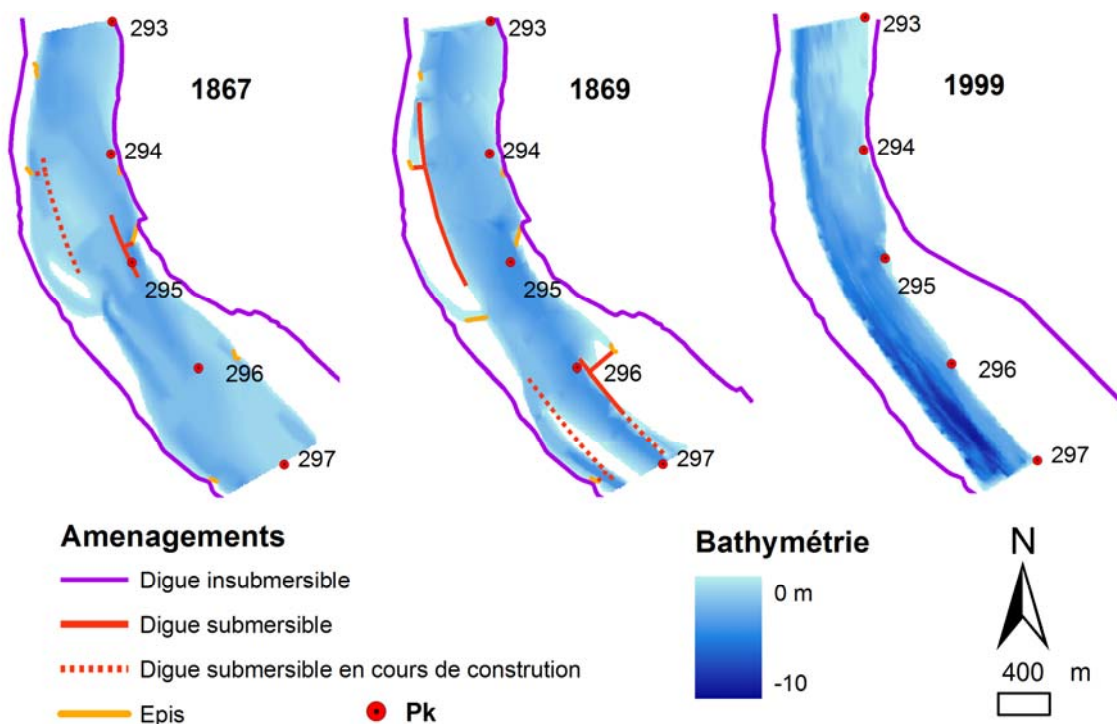 293
1867
294
295
296
297
293
1869
294
295
296
297
293
1999
294
295
296
297
Amenagements
Digue insubmersible
Digue submersible
Digue submersible en cours de constrution
Epis
Pk
Bathymétrie
0 m
-10
N
400 m